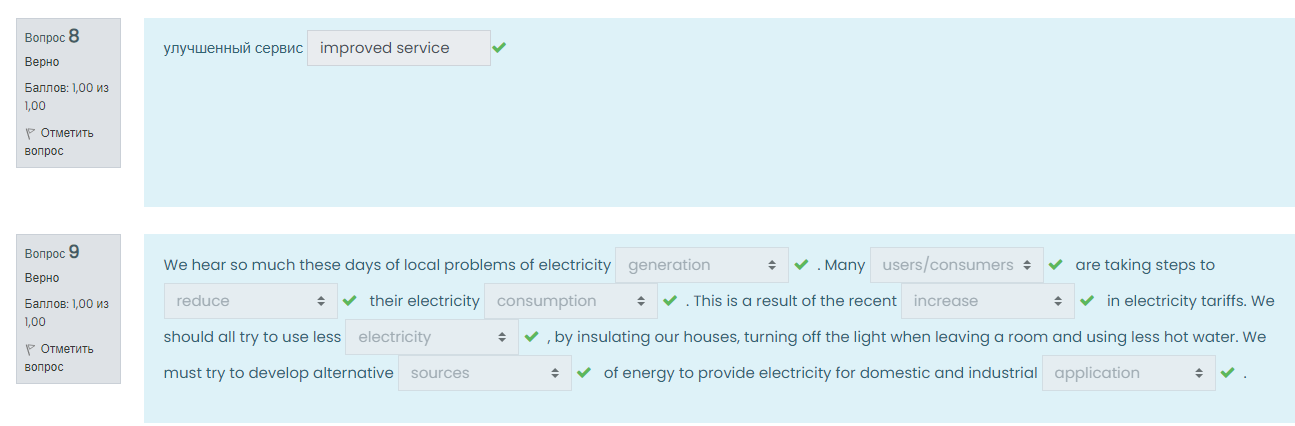 Вопрос 8
Верно
Баллов: 1,00 из
1,00
Отметить
вопрос
улучшенный сервис improved service
Вопрос 9
Верно
Баллов: 1,00 из
1,00
Отметить
вопрос
We hear so much these days of local problems of electricity generation . Many users/consumers are taking steps to
reduce their electricity consumption . This is a result of the recent increase in electricity tariffs. We
should all try to use less electricity , by insulating our houses, turning off the light when leaving a room and using less hot water. We
must try to develop alternative sources of energy to provide electricity for domestic and industrial application .